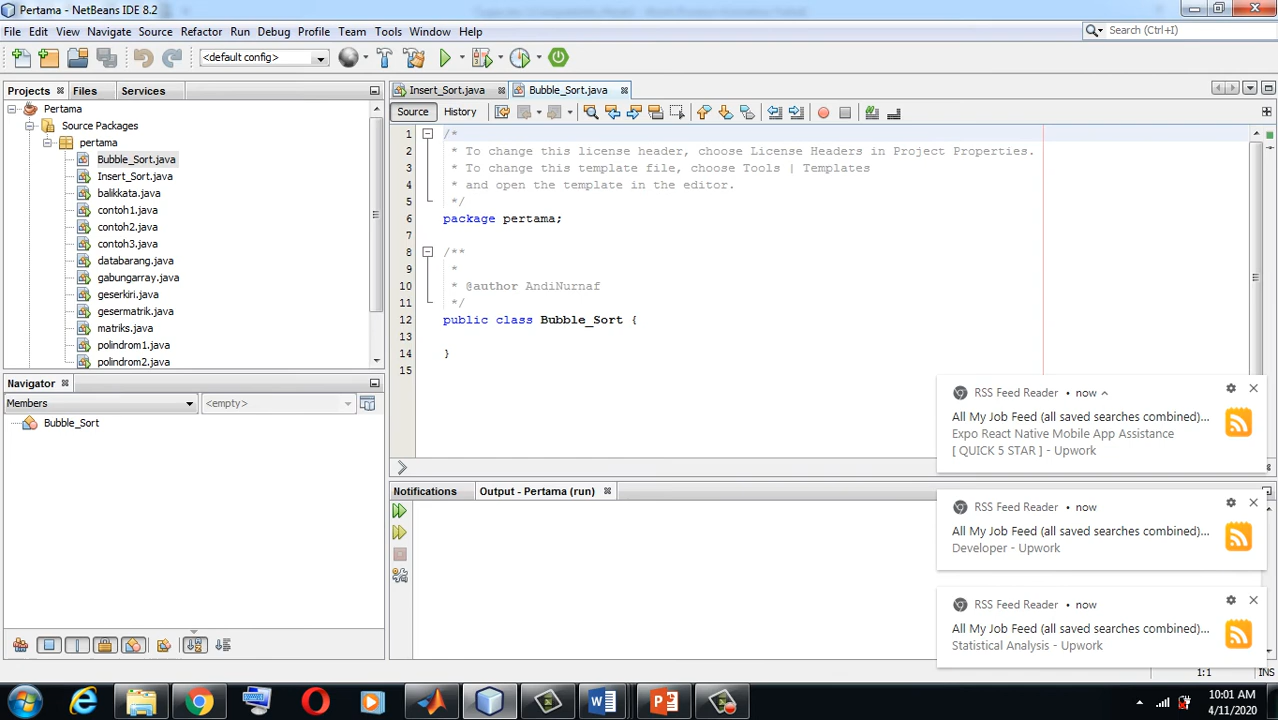 Pertama - NetBeans IDE 8.2
File Edit View Navigate Source Refactor Run Debug Profile Team Tools Window Help
Search (Ctrl+I)
<default config>
Projects Files Services
Insert_Sort.java Bubble_Sort.java
Source History
Pertama
Source Packages
pertama
Bubble_Sort.java
Insert_Sort.java
balikkata.java
contoh1.java
contoh2.java
contoh3.java
databarang.java
gabungarray.java
geserkiri.java
gesermatrik.java
matriks.java
polindrom1.java
polindrom2.java
1 /*
2 * To change this license header, choose License Headers in Project Properties.
3 * To change this template file, choose Tools | Templates
4 * and open the template in the editor.
5 */
6 package pertama;
7
8 /**
9 *
10 * @author AndiNurnaf
11 */
12 public class Bubble_Sort {
13
14 }
15
Navigator
Members <empty>
Bubble_Sort
Notifications Output - Pertama (run)
RSS Feed Reader • now
All My Job Feed (all saved searches combined)...
Expo React Native Mobile App Assistance
[ QUICK 5 STAR ] - Upwork
RSS Feed Reader • now
All My Job Feed (all saved searches combined)...
Developer - Upwork
RSS Feed Reader • now
All My Job Feed (all saved searches combined)...
Statistical Analysis - Upwork
1:1 INS
10:01 AM
4/11/2020